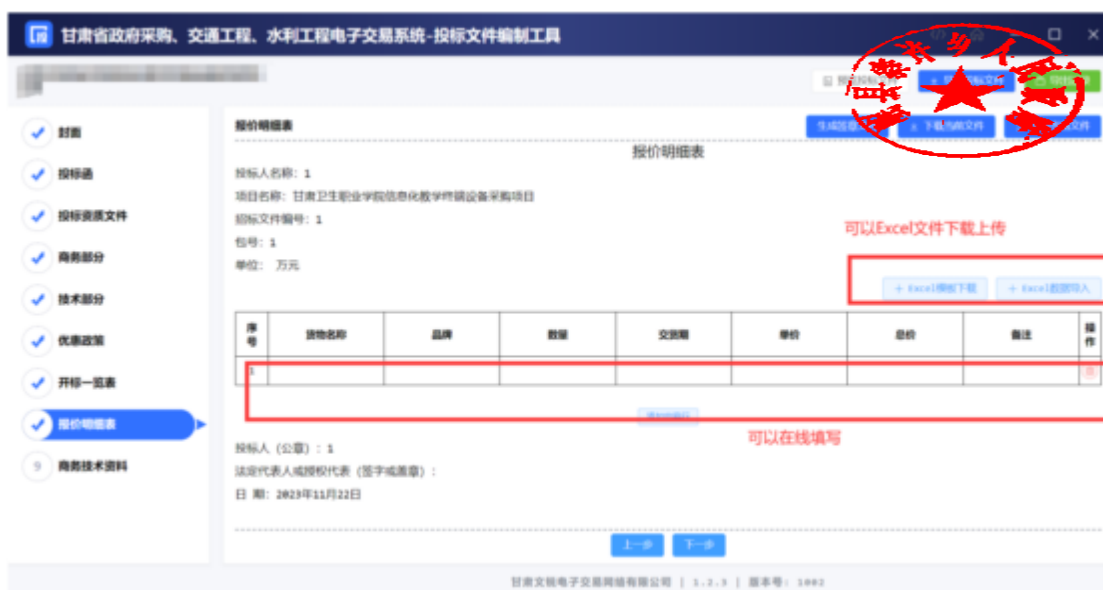 甘肃省政府采购、交通工程、水利工程电子交易系统-投标文件编制工具
封面
投标函
投标资质文件
商务部分
技术部分
优惠政策
开标一览表
报价明细表
9 商务技术资料
报价明细表
报价明细表
投标人名称：1
项目名称：甘肃卫生职业学院信息化教学终端设备采购项目
招标文件编号：1
包号：1
单位： 万元
可以Excel文件下载上传
+ Excel模板下载 + Excel数据导入
序号 货物名称 品牌 数量 交货期 单价 总价 备注 操作
1
可以在线填写
投标人（公章）：1
法定代表人或授权代表（签字或盖章）：
日 期：2023年11月22日
上一步 下一步
甘肃文锐电子交易网络有限公司 | 1.2.3 | 版本号：1002